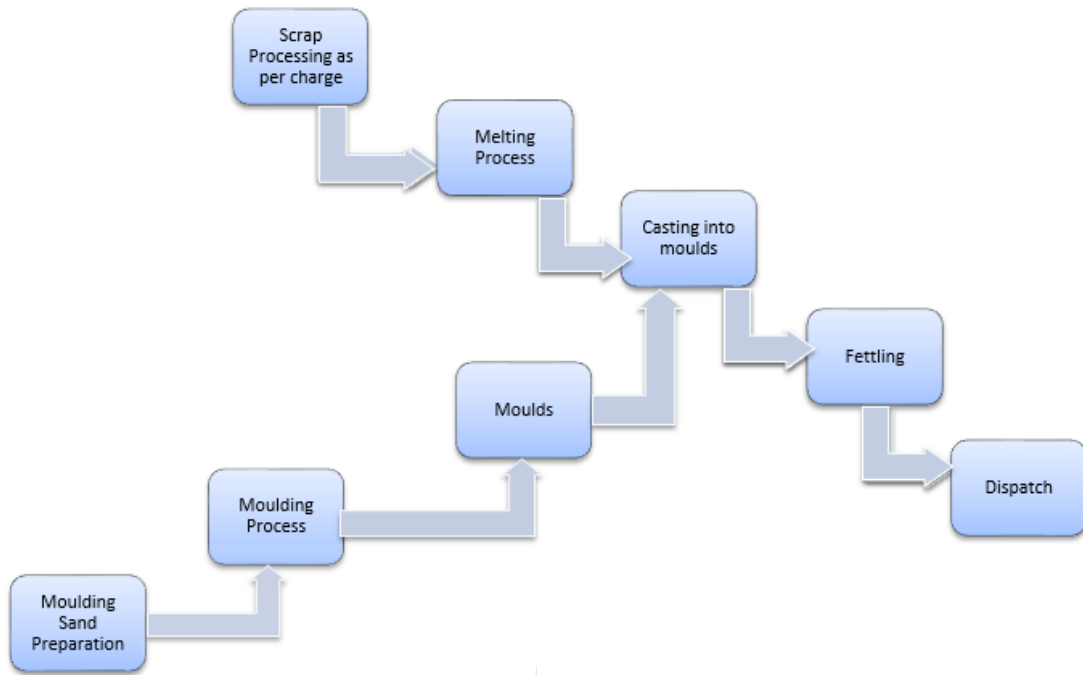 Scrap
Processing as
per charge
Melting
Process
Casting into
moulds
Fettling
Moulds
Dispatch
Moulding
Process
Moulding
Sand
Preparation